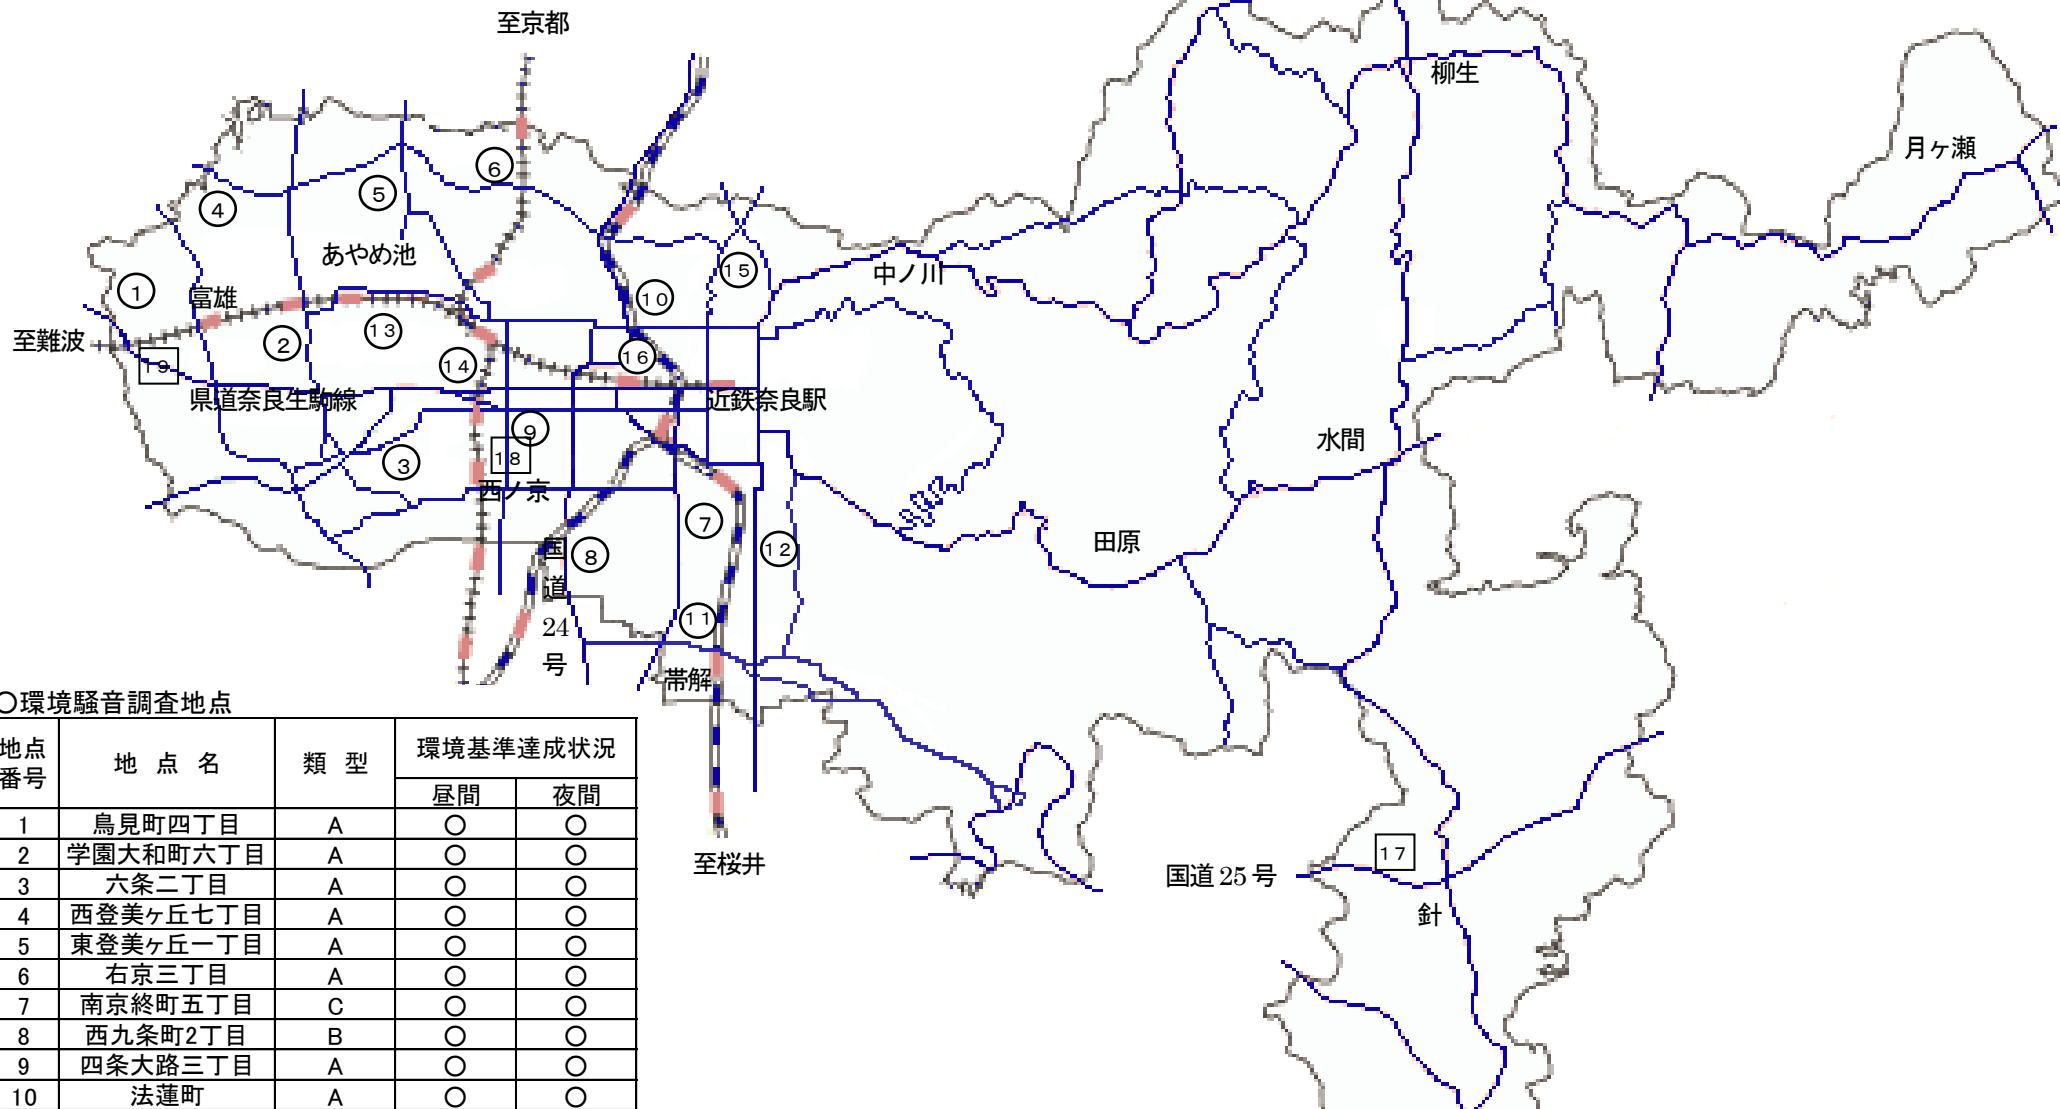 至京都
柳生
月ヶ瀬
6
5
4
あやめ池
15
中ノ川
1
富雄
10
13
至難波
2
16
14
19
県道奈良生駒線
近鉄奈良駅
9
水間
18
3
西ノ京
7
国道24号
8
12
田原
11
帯解
至桜井
17
国道25号
針
〇環境騒音調査地点
地点番号 地点名 類型 環境基準達成状況
昼間 夜間
1 鳥見町四丁目 A 〇 〇
2 学園大和町六丁目 A 〇 〇
3 六条二丁目 A 〇 〇
4 西登美ヶ丘七丁目 A 〇 〇
5 東登美ヶ丘一丁目 A 〇 〇
6 右京三丁目 A 〇 〇
7 南京終町五丁目 C 〇 〇
8 西九条町2丁目 B 〇 〇
9 四条大路三丁目 A 〇 〇
10 法蓮町 A 〇 〇